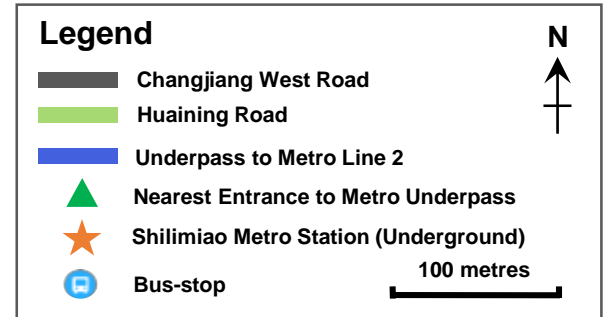 Legend
N
Changjiang West Road
Huaining Road
Underpass to Metro Line 2
Nearest Entrance to Metro Underpass
Shilimiao Metro Station (Underground)
100 metres
Bus-stop